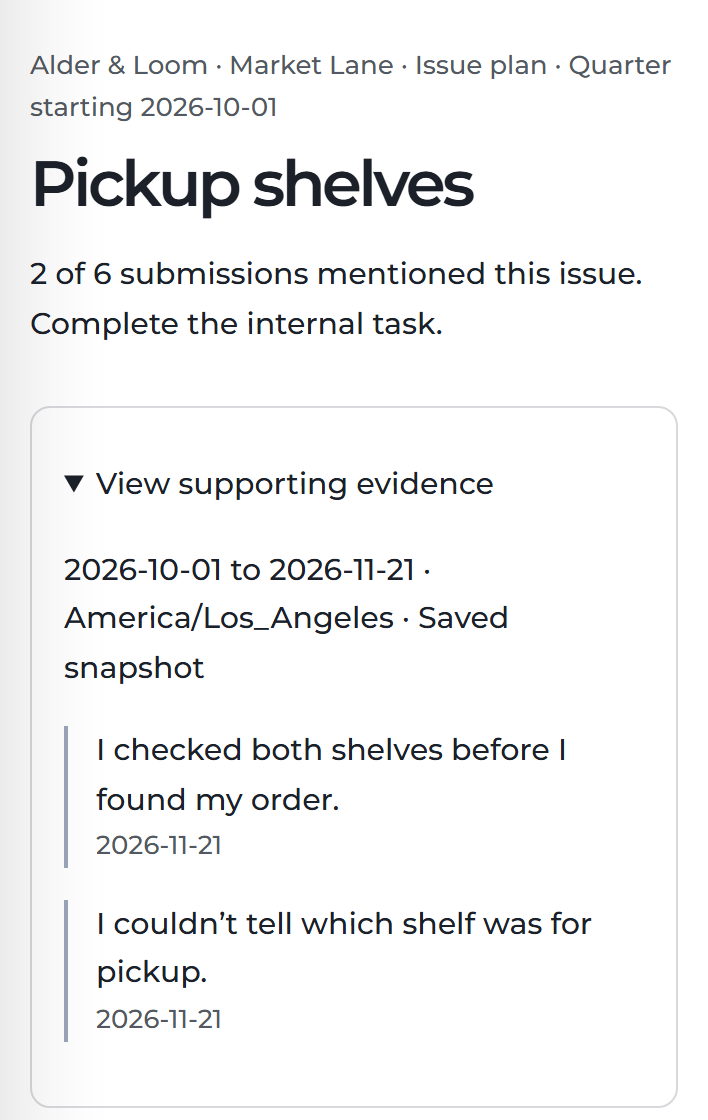 Alder & Loom · Market Lane · Issue plan · Quarter
starting 2026-10-01
Pickup shelves
2 of 6 submissions mentioned this issue.
Complete the internal task.
▼ View supporting evidence
2026-10-01 to 2026-11-21 ·
America/Los_Angeles · Saved
snapshot
I checked both shelves before I
found my order.
2026-11-21
I couldn’t tell which shelf was for
pickup.
2026-11-21